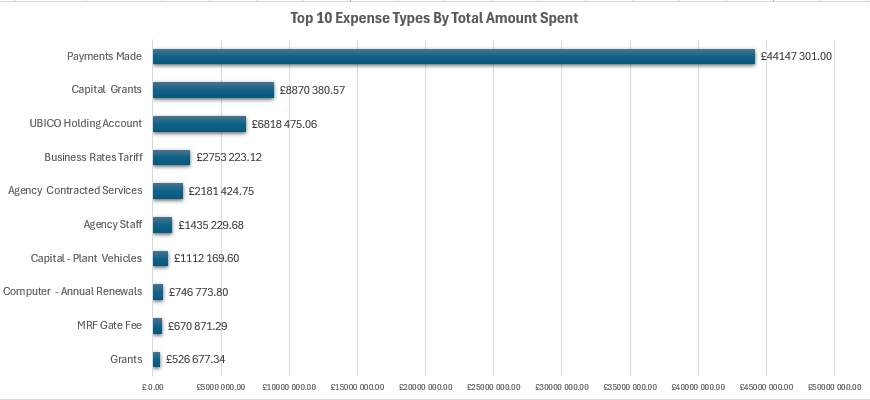 Top 10 Expense Types By Total Amount Spent
Payments Made £44147 301.00
Capital Grants £8870 380.57
UBICO Holding Account £6818 475.06
Business Rates Tariff £2753 223.12
Agency Contracted Services £2181 424.75
Agency Staff £1435 229.68
Capital - Plant Vehicles £1112 169.60
Computer - Annual Renewals £746 773.80
MRF Gate Fee £670 871.29
Grants £526 677.34
£ 0.00 £5000 000.00 £10000 000.00 £15000 000.00 £20000 000.00 £25000 000.00 £30000 000.00 £35000 000.00 £40000 000.00 £45000 000.00 £50000 000.00